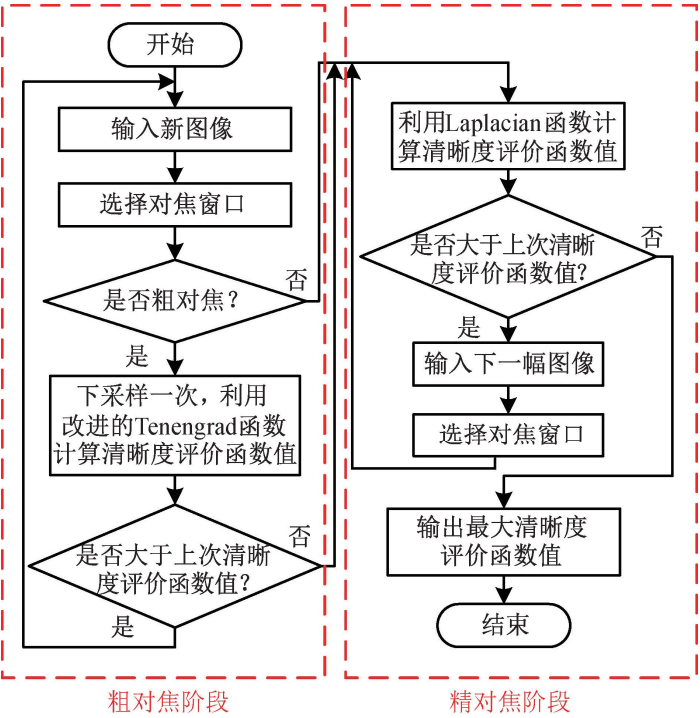 开始
输入新图像
选择对焦窗口
是否粗对焦？
否
是
下采样一次，利用
改进的Tenengrad函数
计算清晰度评价函数值
是否大于上次清晰
度评价函数值？
否
是
粗对焦阶段
利用Laplacian函数计
算清晰度评价函数值
是否大于上次清晰
度评价函数值？
否
是
输入下一幅图像
选择对焦窗口
输出最大清晰度
评价函数值
结束
精对焦阶段